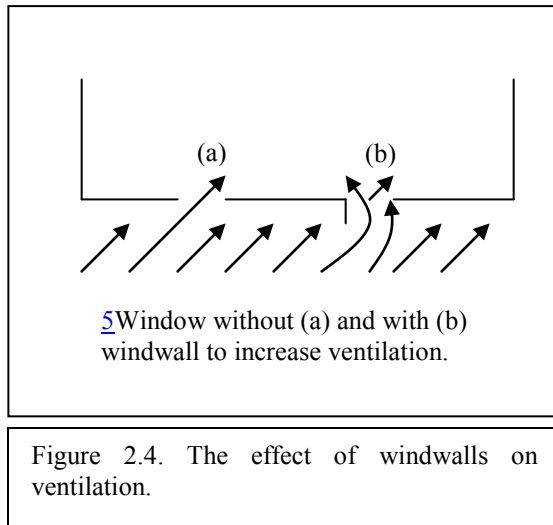 (a) (b)
5Window without (a) and with (b)
windwall to increase ventilation.
Figure 2.4. The effect of windwalls on
ventilation.